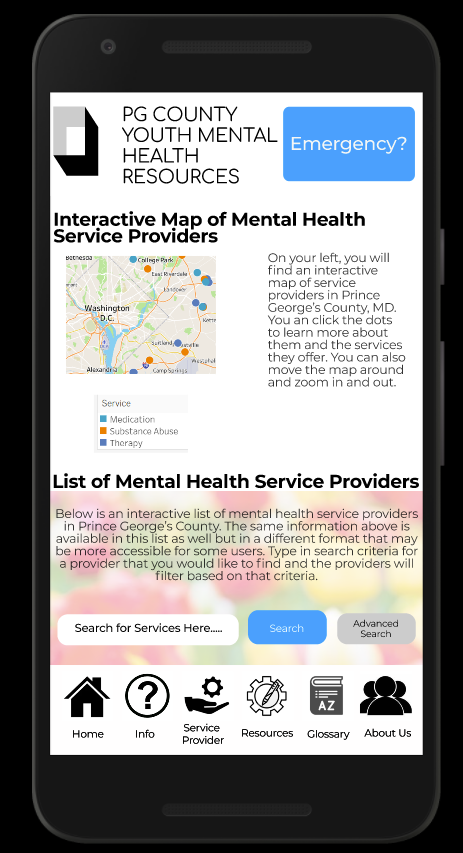 PG COUNTY
YOUTH MENTAL
HEALTH
RESOURCES
Emergency?
Interactive Map of Mental Health
Service Providers
Bethesda
College Park
East Riverdale
Landover
Washington
D.C.
Suitland
Westphal
Alexandria
Camp Springs
On your left, you will
find an interactive
map of service
providers in Prince
George's County, MD.
You an click the dots
to learn more about
them and the services
they offer. You can also
move the map around
and zoom in and out.
Service
Medication
Substance Abuse
Therapy
List of Mental Health Service Providers
Below is an interactive list of mental health service providers
in Prince George's County. The same information above is
available in this list as well but in a different format that may
be more accessible for some users. Type in search criteria for
a provider that you would like to find and the providers will
filter based on that criteria.
Search for Services Here.....
Search
Advanced
Search
AZ
Home
Info
Service
Provider
Resources
Glossary
About Us